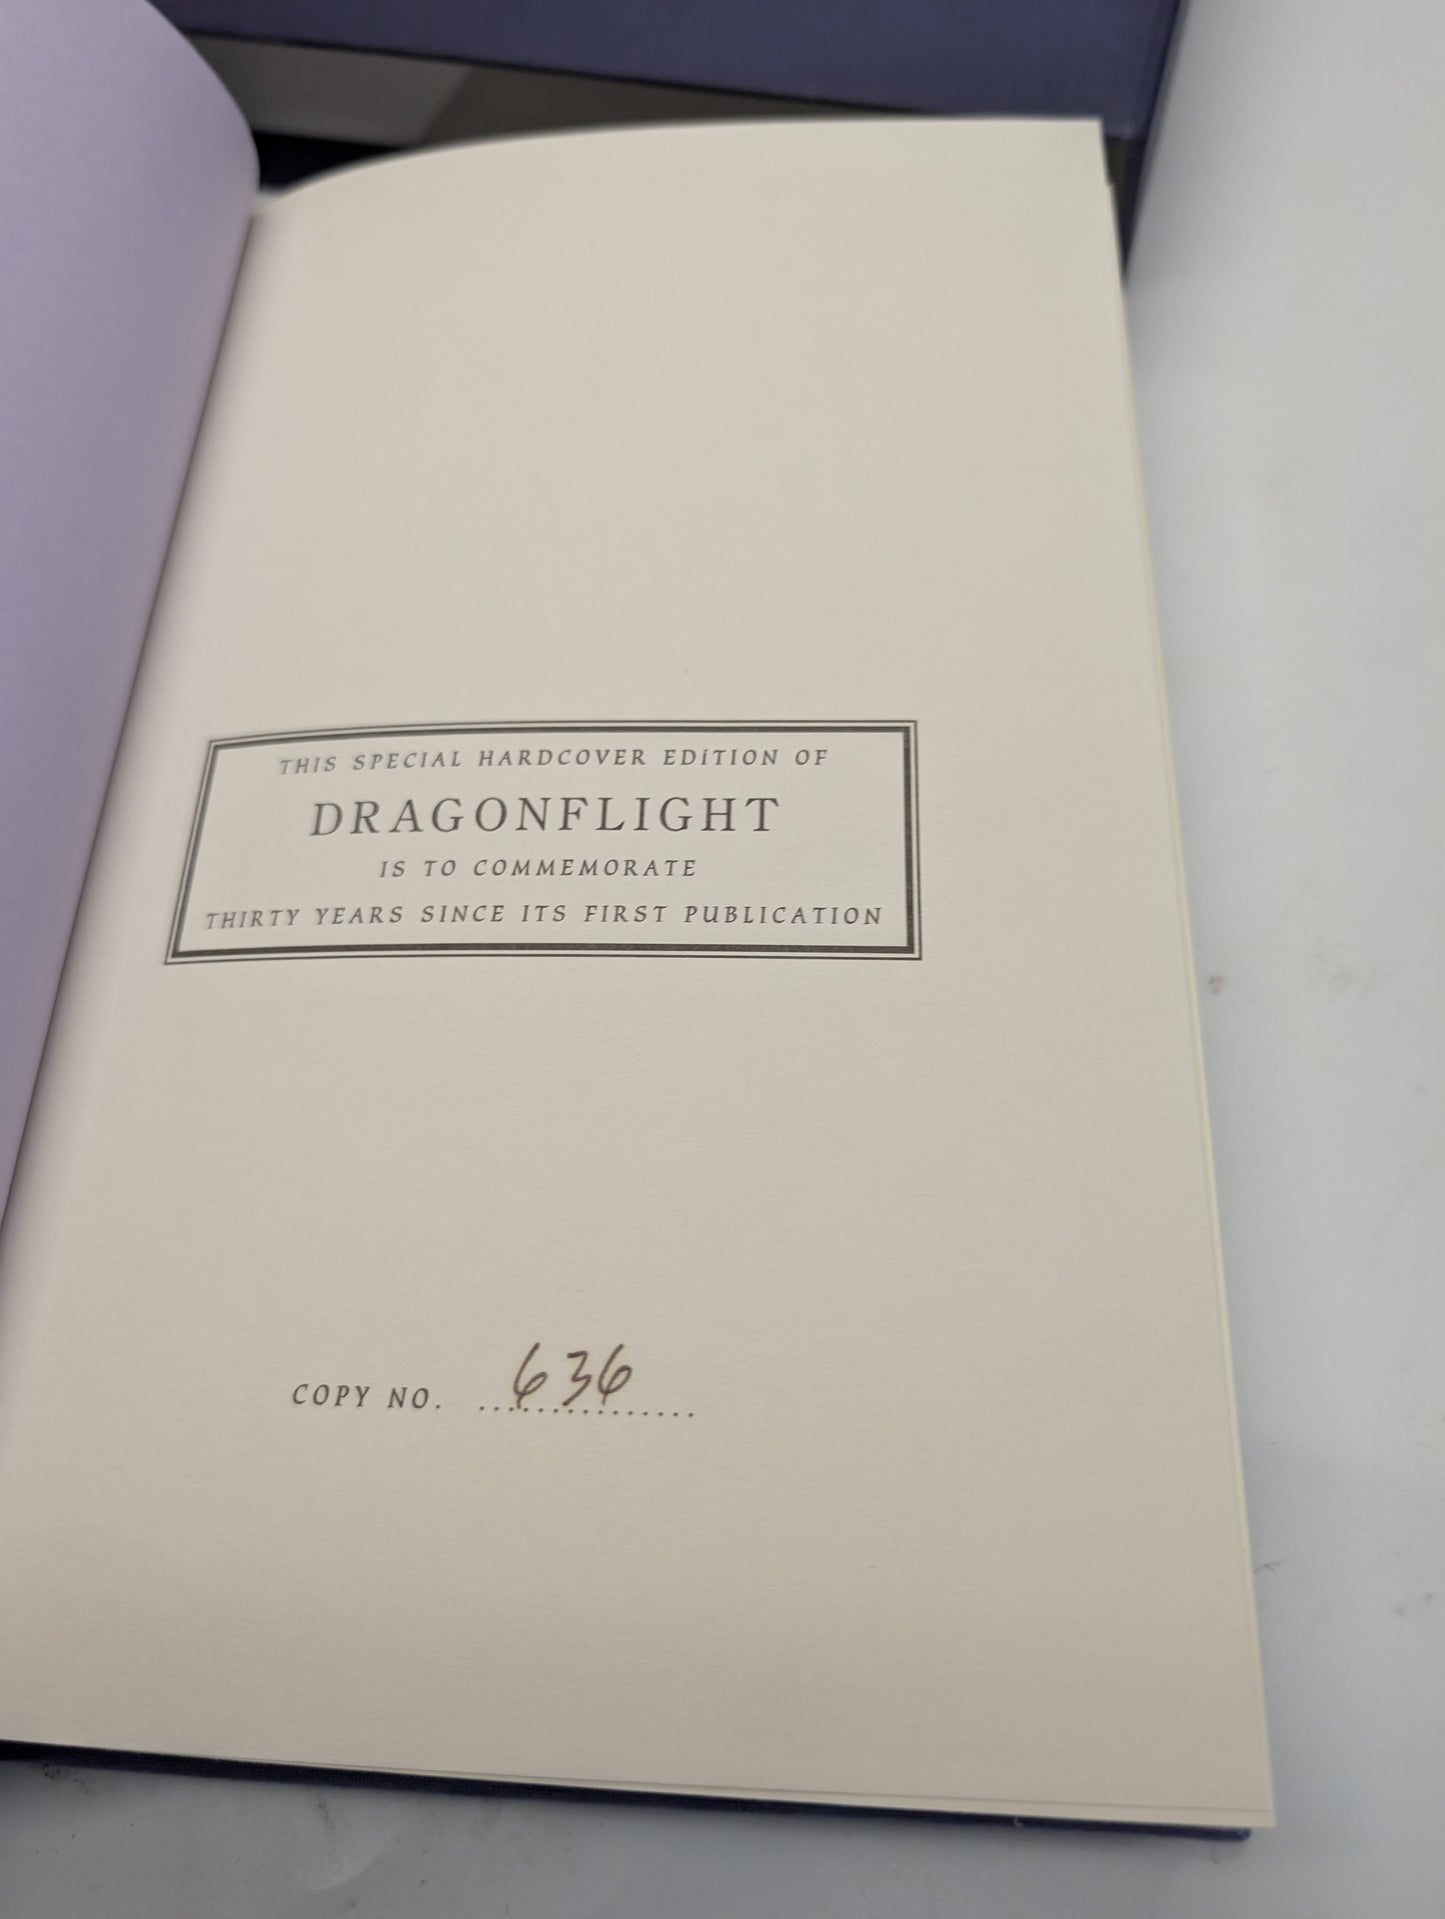 THIS SPECIAL HARDCOVER EDITION OF
DRAGONFLIGHT
IS TO COMMEMORATE
THIRTY YEARS SINCE ITS FIRST PUBLICATION
COPY NO. 636